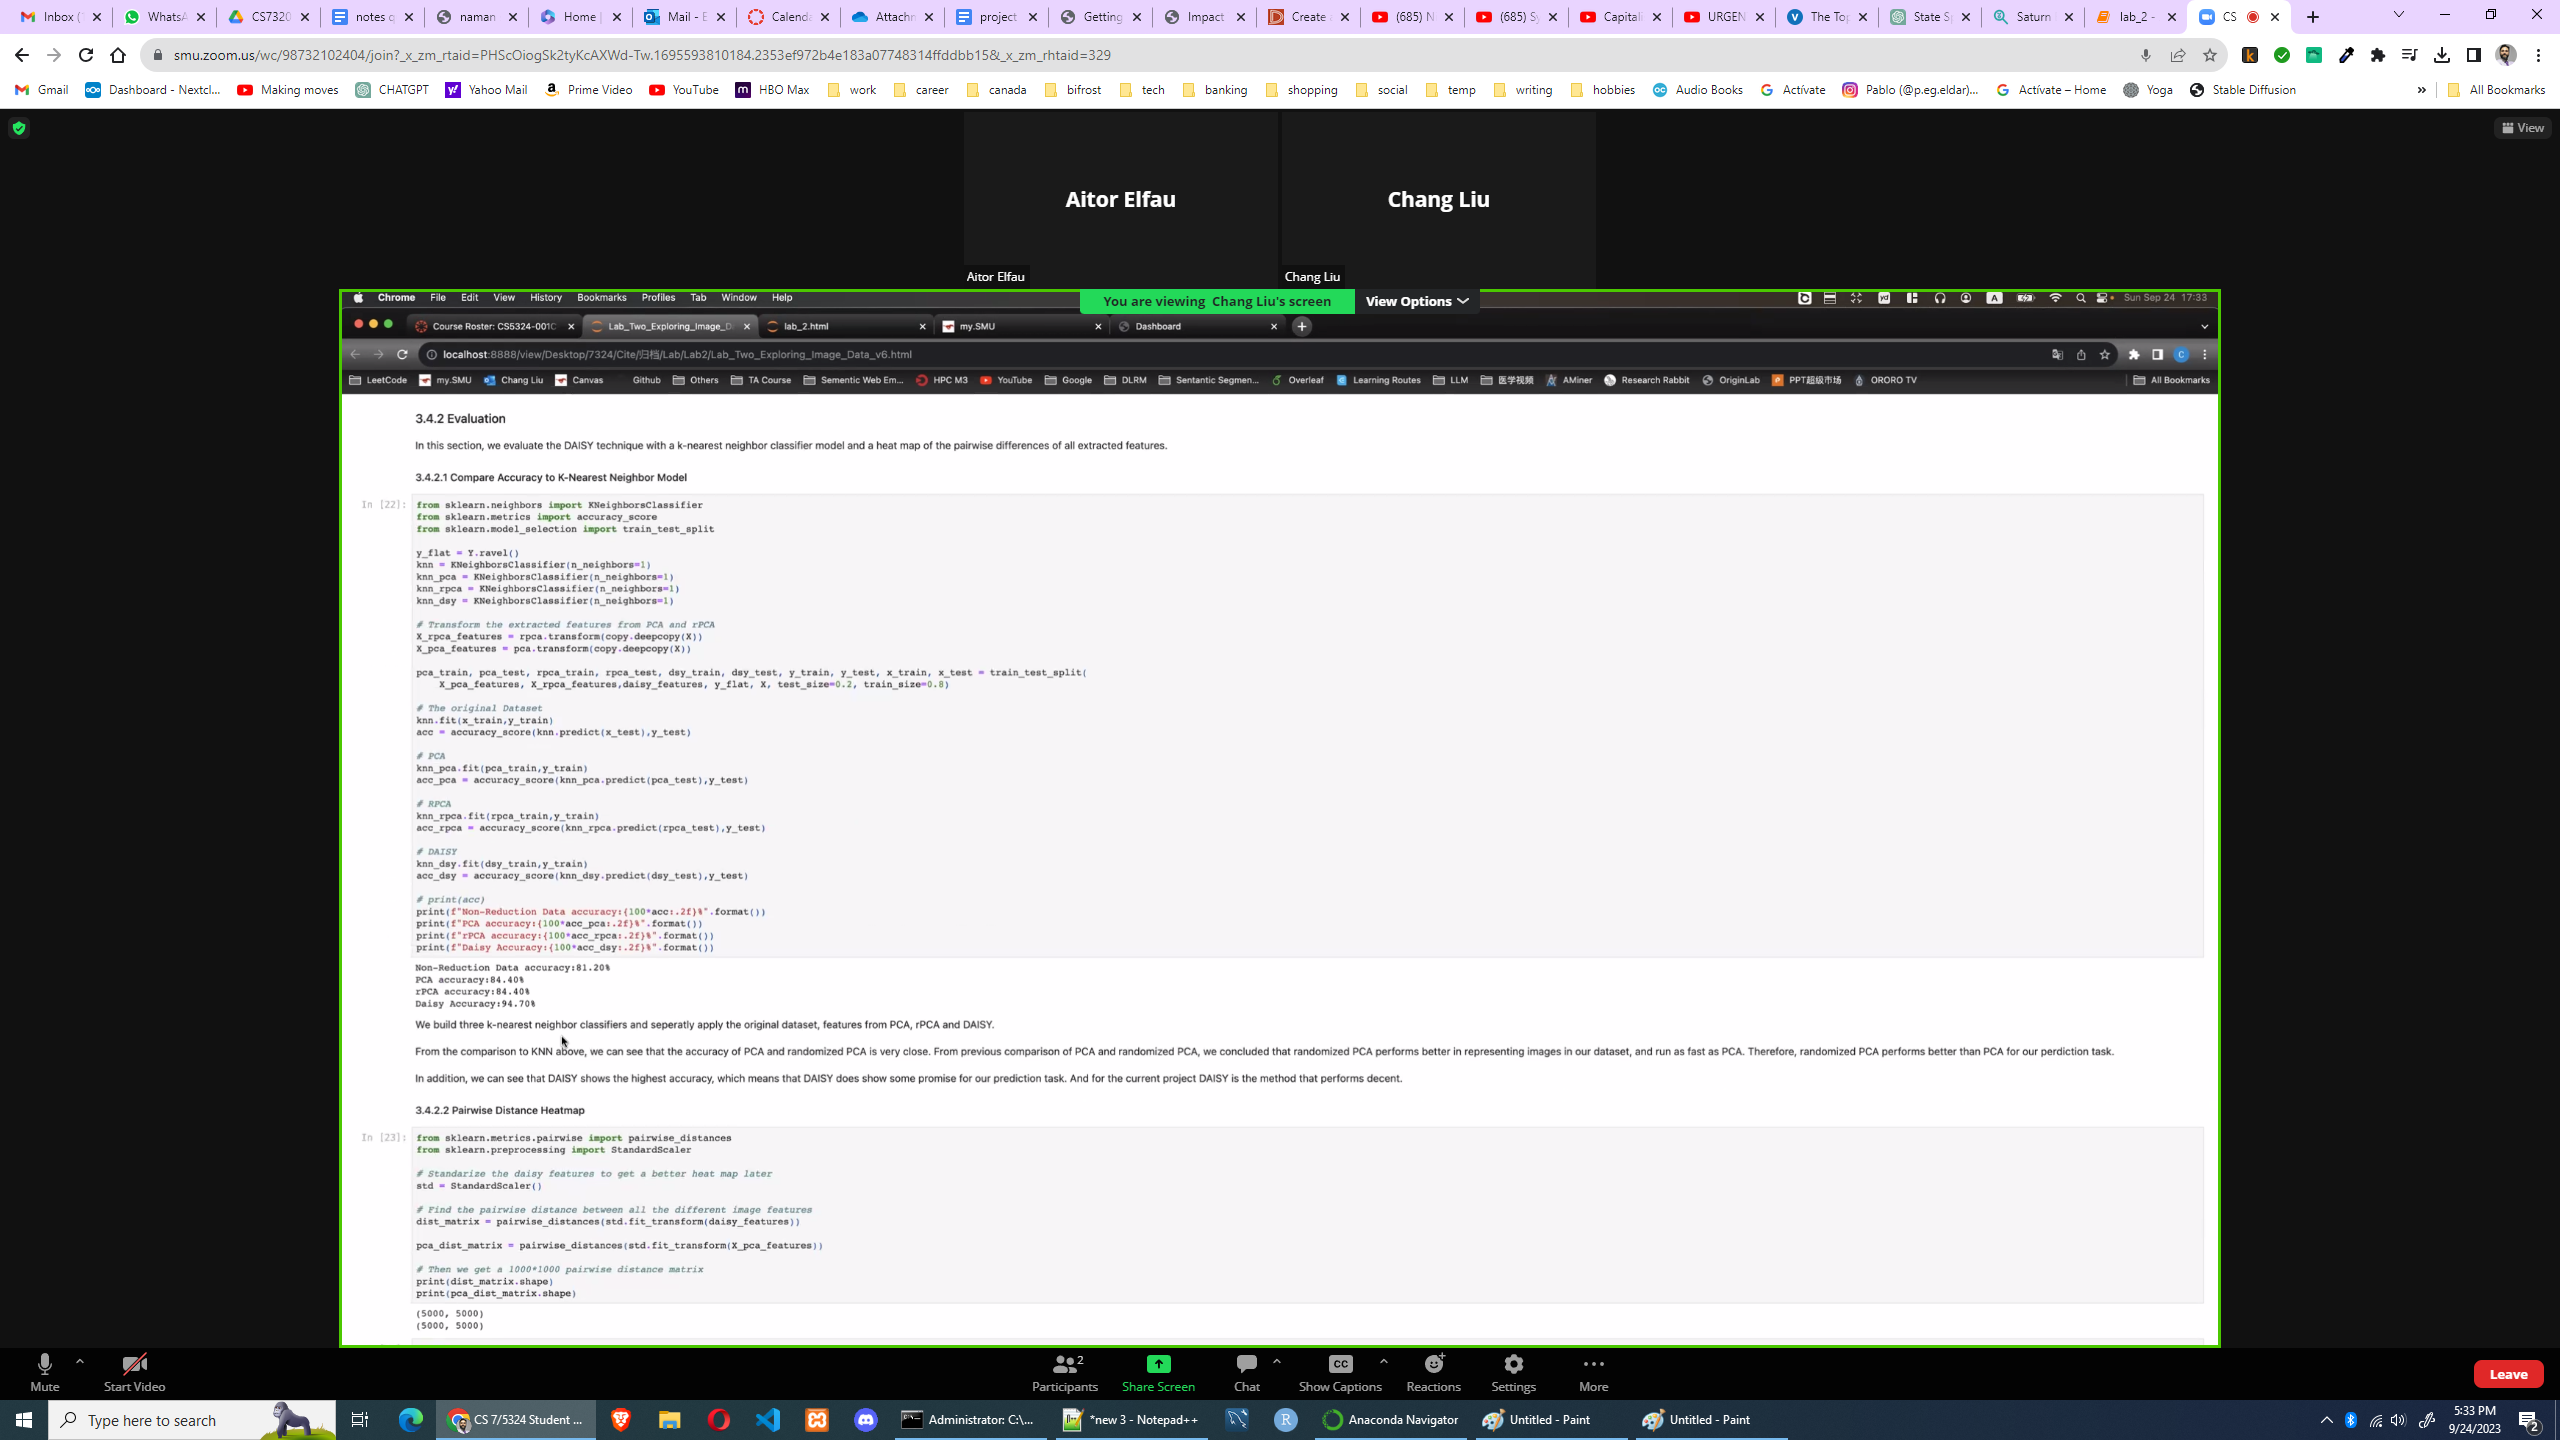 Inbox (
WhatsA
CS7320
notes q
naman
Home |
Mail - E
Calenda
Attachn
project
Getting
Impact
Create
(685) N
(685) Sy
Capitali
URGEN
The To
State S
Saturn
lab_2 -
CS
smu.zoom.us/wc/98732102404/join?_x_zm_rtaid=PHScOiogSk2tyKcAXWd-Tw.1695593810184.2353ef972b4e183a07748314ffddbb15&_x_zm_rhtaid=329
Gmail
Dashboard - Nextcl...
Making moves
CHATGPT
Yahoo Mail
Prime Video
YouTube
HBO Max
work
career
canada
bifrost
tech
banking
shopping
social
temp
writing
hobbies
Audio Books
Actívate
Pablo (@p.eg.eldar)...
Actívate – Home
Yoga
Stable Diffusion
»
All Bookmarks
View
Aitor Elfau
Chang Liu
Aitor Elfau
Chang Liu
Chrome File Edit View History Bookmarks Profiles Tab Window Help
You are viewing Chang Liu's screen
View Options
Sun Sep 24 17:33
Course Roster: CS5324-001C
Lab_Two_Exploring_Image_D
lab_2.html
my.SMU
Dashboard
localhost:8888/view/Desktop/7324/Cite/归档/Lab/Lab2/Lab_Two_Exploring_Image_Data_v6.html
LeetCode
my.SMU
Chang Liu
Canvas
Github
Others
TA Course
Sementic Web Em...
HPC M3
YouTube
Google
DLRM
Sentantic Segmen...
Overleaf
Learning Routes
LLM
医学视频
AMiner
Research Rabbit
OriginLab
PPT超级市场
ORORO TV
All Bookmarks
3.4.2 Evaluation
In this section, we evaluate the DAISY technique with a k-nearest neighbor classifier model and a heat map of the pairwise differences of all extracted features.
3.4.2.1 Compare Accuracy to K-Nearest Neighbor Model
In [22]:
from sklearn.neighbors import KNeighborsClassifier
from sklearn.metrics import accuracy_score
from sklearn.model_selection import train_test_split
y_flat = Y.ravel()
knn = KNeighborsClassifier(n_neighbors=1)
knn_pca = KNeighborsClassifier(n_neighbors=1)
knn_rpca = KNeighborsClassifier(n_neighbors=1)
knn_dsy = KNeighborsClassifier(n_neighbors=1)
# Transform the extracted features from PCA and rPCA
X_rpca_features = rpca.transform(copy.deepcopy(X))
X_pca_features = pca.transform(copy.deepcopy(X))
pca_train, pca_test, rpca_train, rpca_test, dsy_train, dsy_test, y_train, y_test, x_train, x_test = train_test_split(
X_pca_features, X_rpca_features,daisy_features, y_flat, X, test_size=0.2, train_size=0.8)
# The original Dataset
knn.fit(x_train,y_train)
acc = accuracy_score(knn.predict(x_test),y_test)
# PCA
knn_pca.fit(pca_train,y_train)
acc_pca = accuracy_score(knn_pca.predict(pca_test),y_test)
# RPCA
knn_rpca.fit(rpca_train,y_train)
acc_rpca = accuracy_score(knn_rpca.predict(rpca_test),y_test)
# DAISY
knn_dsy.fit(dsy_train,y_train)
acc_dsy = accuracy_score(knn_dsy.predict(dsy_test),y_test)
# print(acc)
print(f"Non-Reduction Data accuracy:{100*acc:.2f}%".format())
print(f"PCA accuracy:{100*acc_pca:.2f}%".format())
print(f"rPCA accuracy:{100*acc_rpca:.2f}%".format())
print(f"Daisy Accuracy:{100*acc_dsy:.2f}%".format())
Non-Reduction Data accuracy:81.20%
PCA accuracy:84.40%
rPCA accuracy:84.40%
Daisy Accuracy:94.70%
We build three k-nearest neighbor classifiers and seperatly apply the original dataset, features from PCA, rPCA and DAISY.
From the comparison to KNN above, we can see that the accuracy of PCA and randomized PCA is very close. From previous comparison of PCA and randomized PCA, we concluded that randomized PCA performs better in representing images in our dataset, and run as fast as PCA. Therefore, randomized PCA performs better than PCA for our perdiction task.
In addition, we can see that DAISY shows the highest accuracy, which means that DAISY does show some promise for our prediction task. And for the current project DAISY is the method that performs decent.
3.4.2.2 Pairwise Distance Heatmap
In [23]:
from sklearn.metrics.pairwise import pairwise_distances
from sklearn.preprocessing import StandardScaler
# Standarize the daisy features to get a better heat map later
std = StandardScaler()
# Find the pairwise distance between all the different image features
dist_matrix = pairwise_distances(std.fit_transform(daisy_features))
pca_dist_matrix = pairwise_distances(std.fit_transform(X_pca_features))
# Then we get a 1000*1000 pairwise distance matrix
print(dist_matrix.shape)
print(pca_dist_matrix.shape)
(5000, 5000)
(5000, 5000)
Mute
Start Video
Participants
2
Share Screen
Chat
CC
Show Captions
Reactions
Settings
More
Leave
Type here to search
CS 7/5324 Student ...
Administrator: C:\...
*new 3 - Notepad++
Anaconda Navigator
Untitled - Paint
Untitled - Paint
5:33 PM
9/24/2023
2